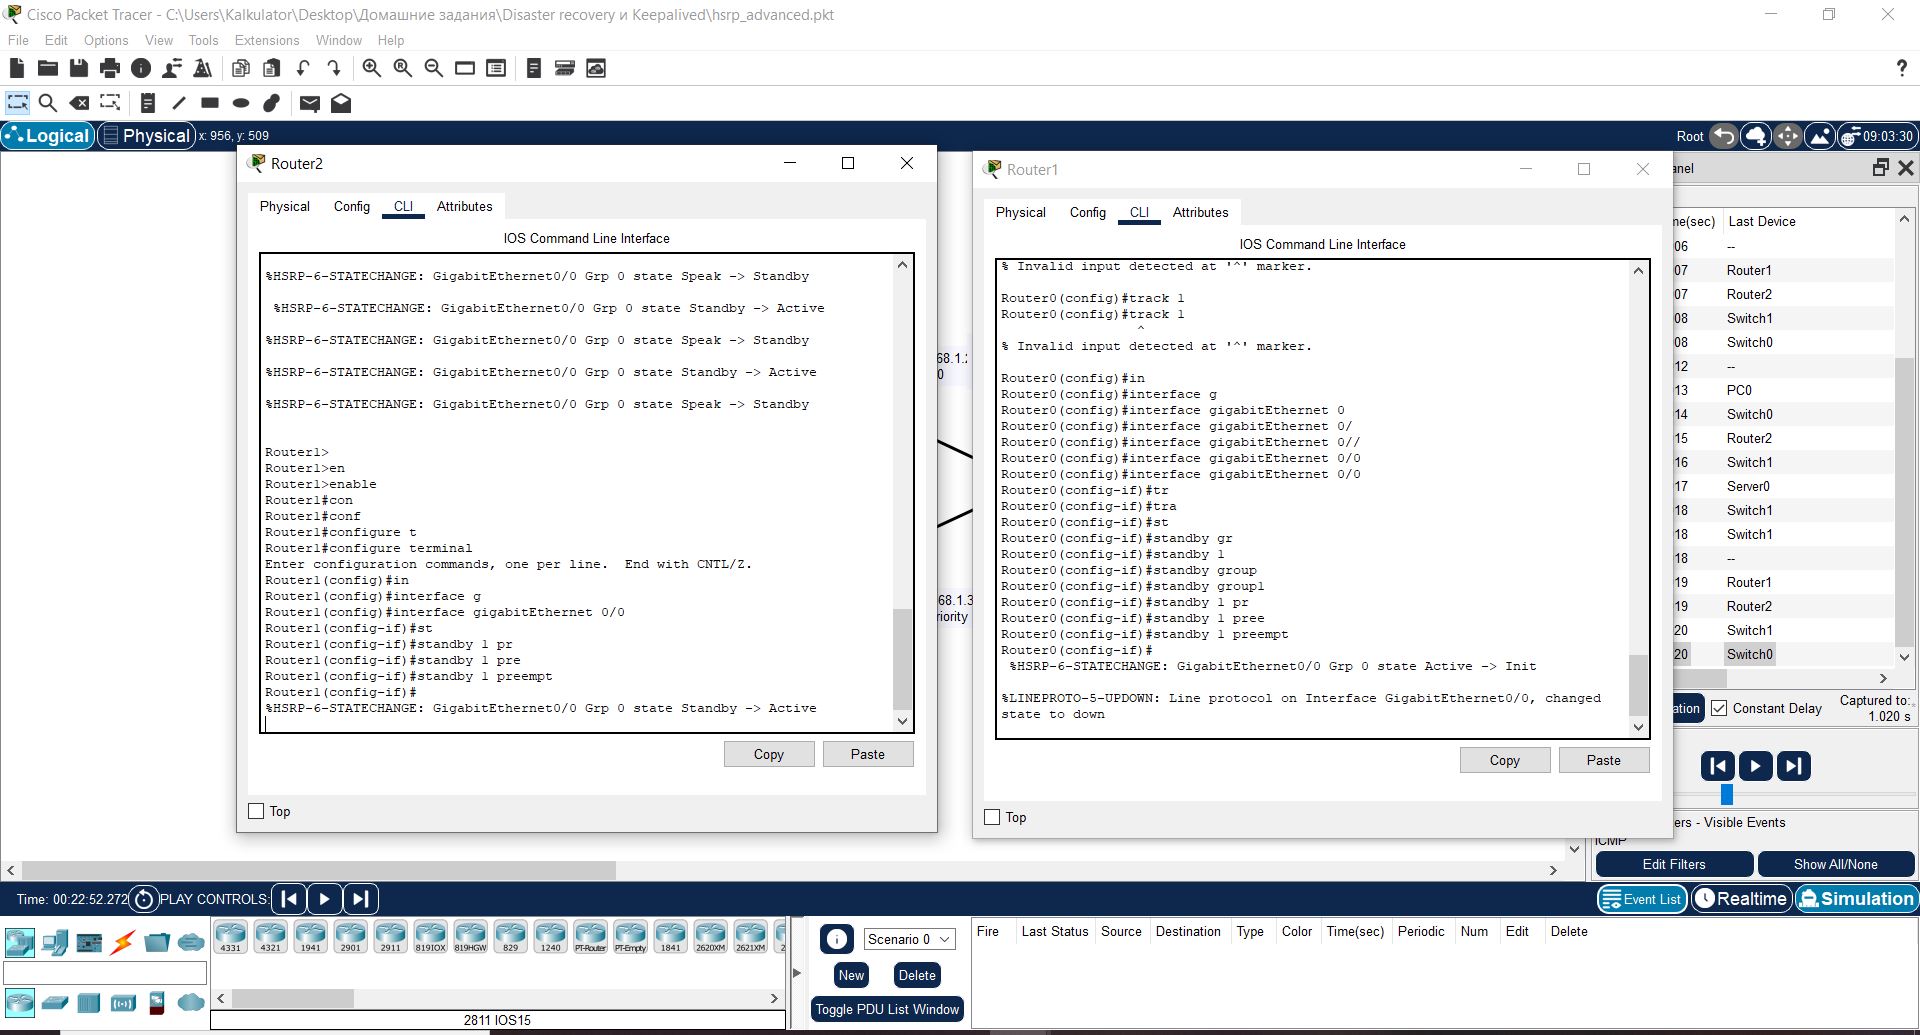 Cisco Packet Tracer - C:\Users\Kalkulator\Desktop\Домашние задания\Disaster recovery и Keepalived\hsrp_advanced.pkt
File Edit Options View Tools Extensions Window Help
?
Logical Physical x: 956, y: 509
Root 09:03:30
Router2
Physical Config CLI Attributes
IOS Command Line Interface
%HSRP-6-STATECHANGE: GigabitEthernet0/0 Grp 0 state Speak -> Standby
%HSRP-6-STATECHANGE: GigabitEthernet0/0 Grp 0 state Standby -> Active
%HSRP-6-STATECHANGE: GigabitEthernet0/0 Grp 0 state Speak -> Standby
%HSRP-6-STATECHANGE: GigabitEthernet0/0 Grp 0 state Standby -> Active
%HSRP-6-STATECHANGE: GigabitEthernet0/0 Grp 0 state Speak -> Standby
Router1>
Router1>en
Router1>enable
Router1#con
Router1#conf
Router1#configure t
Router1#configure terminal
Enter configuration commands, one per line.  End with CNTL/Z.
Router1(config)#in
Router1(config)#interface g
Router1(config)#interface gigabitEthernet 0/0
Router1(config-if)#st
Router1(config-if)#standby 1 pr
Router1(config-if)#standby 1 pre
Router1(config-if)#standby 1 preempt
Router1(config-if)#
%HSRP-6-STATECHANGE: GigabitEthernet0/0 Grp 0 state Standby -> Active
Copy Paste
Top
68.1.2
0
68.1.3
riority
Router1
Physical Config CLI Attributes
IOS Command Line Interface
% Invalid input detected at '^' marker.
Router0(config)#track 1
Router0(config)#track 1
^
% Invalid input detected at '^' marker.
Router0(config)#in
Router0(config)#interface g
Router0(config)#interface gigabitEthernet 0
Router0(config)#interface gigabitEthernet 0/
Router0(config)#interface gigabitEthernet 0//
Router0(config)#interface gigabitEthernet 0/0
Router0(config)#interface gigabitEthernet 0/0
Router0(config-if)#tr
Router0(config-if)#tra
Router0(config-if)#st
Router0(config-if)#standby gr
Router0(config-if)#standby 1
Router0(config-if)#standby group
Router0(config-if)#standby group1
Router0(config-if)#standby 1 pr
Router0(config-if)#standby 1 pree
Router0(config-if)#standby 1 preempt
Router0(config-if)#
%HSRP-6-STATECHANGE: GigabitEthernet0/0 Grp 0 state Active -> Init
%LINEPROTO-5-UPDOWN: Line protocol on Interface GigabitEthernet0/0, changed
state to down
Copy Paste
Top
anel
me(sec) Last Device
06 --
07 Router1
07 Router2
08 Switch1
08 Switch0
12 --
13 PC0
14 Switch0
15 Router2
16 Switch1
17 Server0
18 Switch1
18 Switch1
18 --
19 Router1
19 Router2
20 Switch1
20 Switch0
ation Constant Delay Captured to:
1.020 s
ers - Visible Events
ICMP
Edit Filters Show All/None
Time: 00:22:52.272 PLAY CONTROLS:
Event List Realtime Simulation
4331 4321 1941 2901 2911 819IOX 819HGW 829 1240 PT-Router PT-Empty 1841 2620XM 2621XM 2
2811 IOS15
Scenario 0
New Delete
Toggle PDU List Window
Fire Last Status Source Destination Type Color Time(sec) Periodic Num Edit Delete